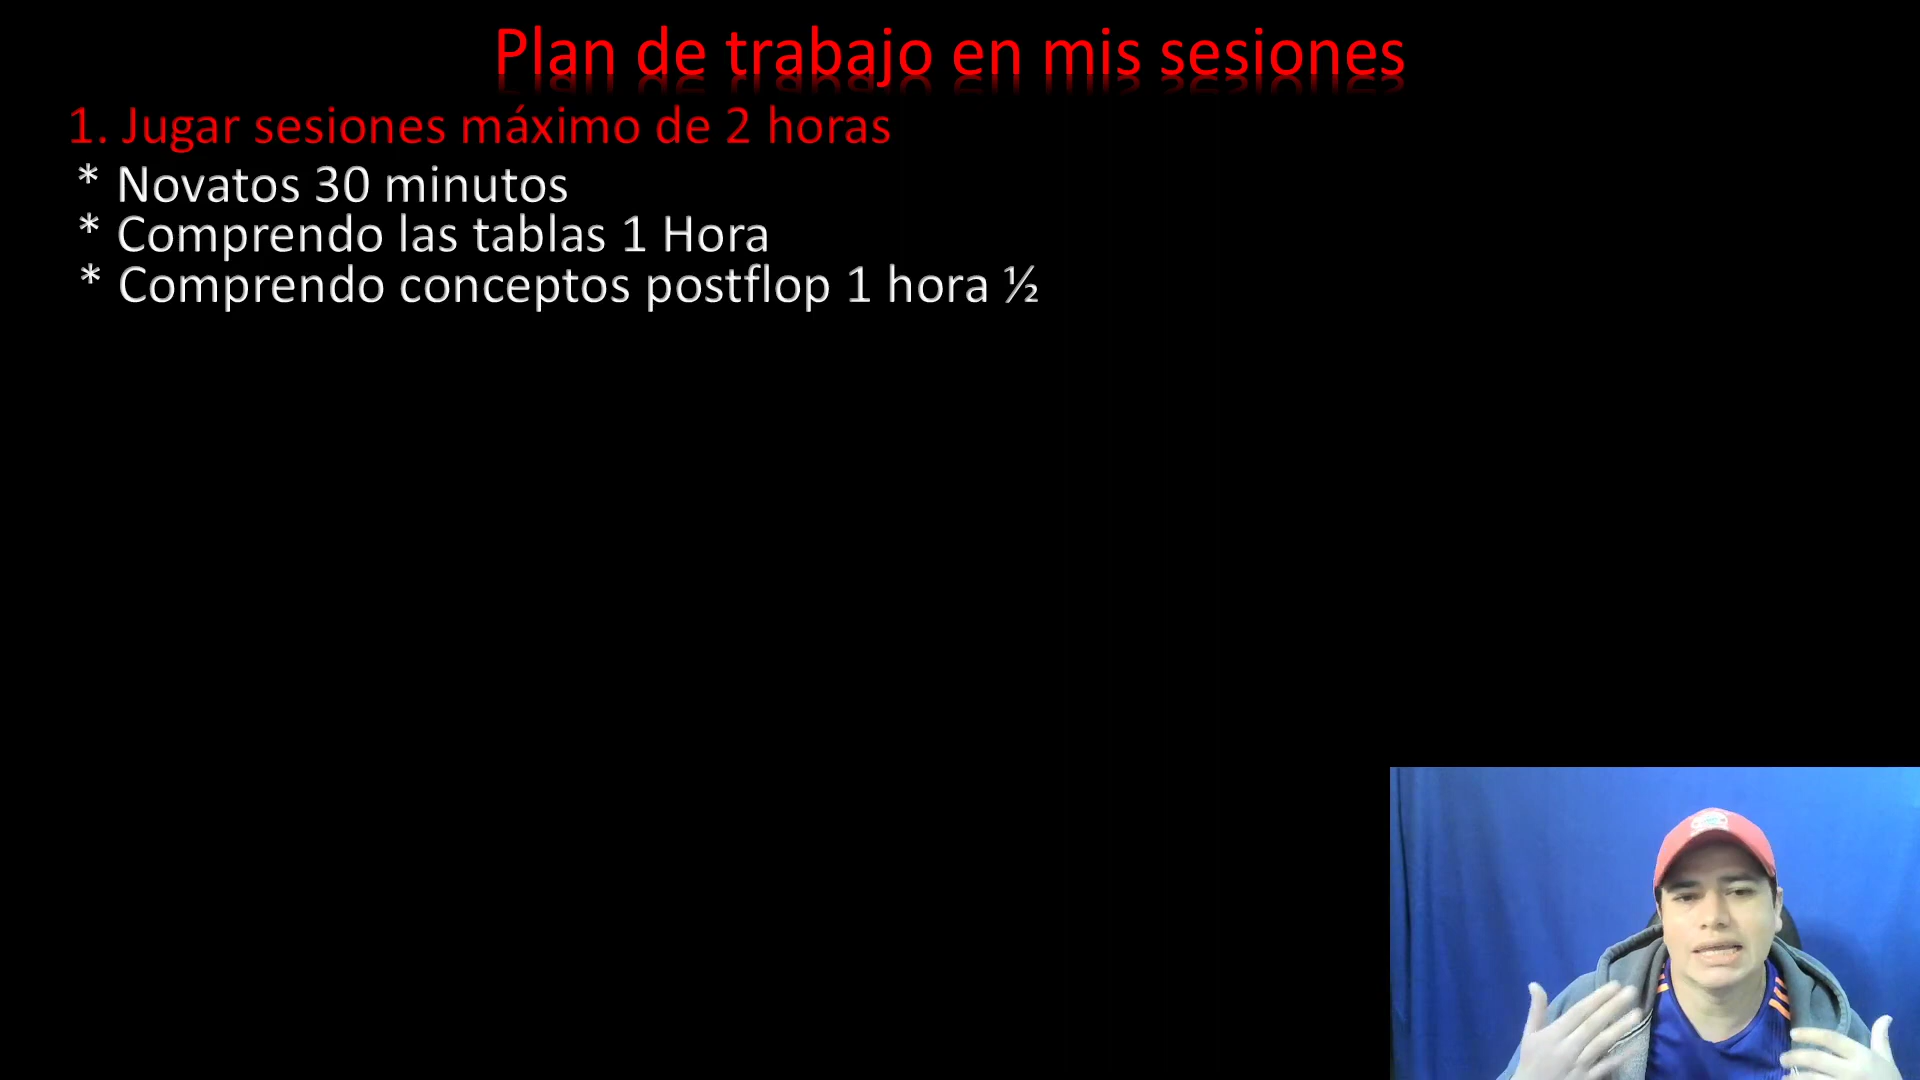 Plan de trabajo en mis sesiones
1. Jugar sesiones máximo de 2 horas
* Novatos 30 minutos
* Comprendo las tablas 1 Hora
* Comprendo conceptos postflop 1 hora ½